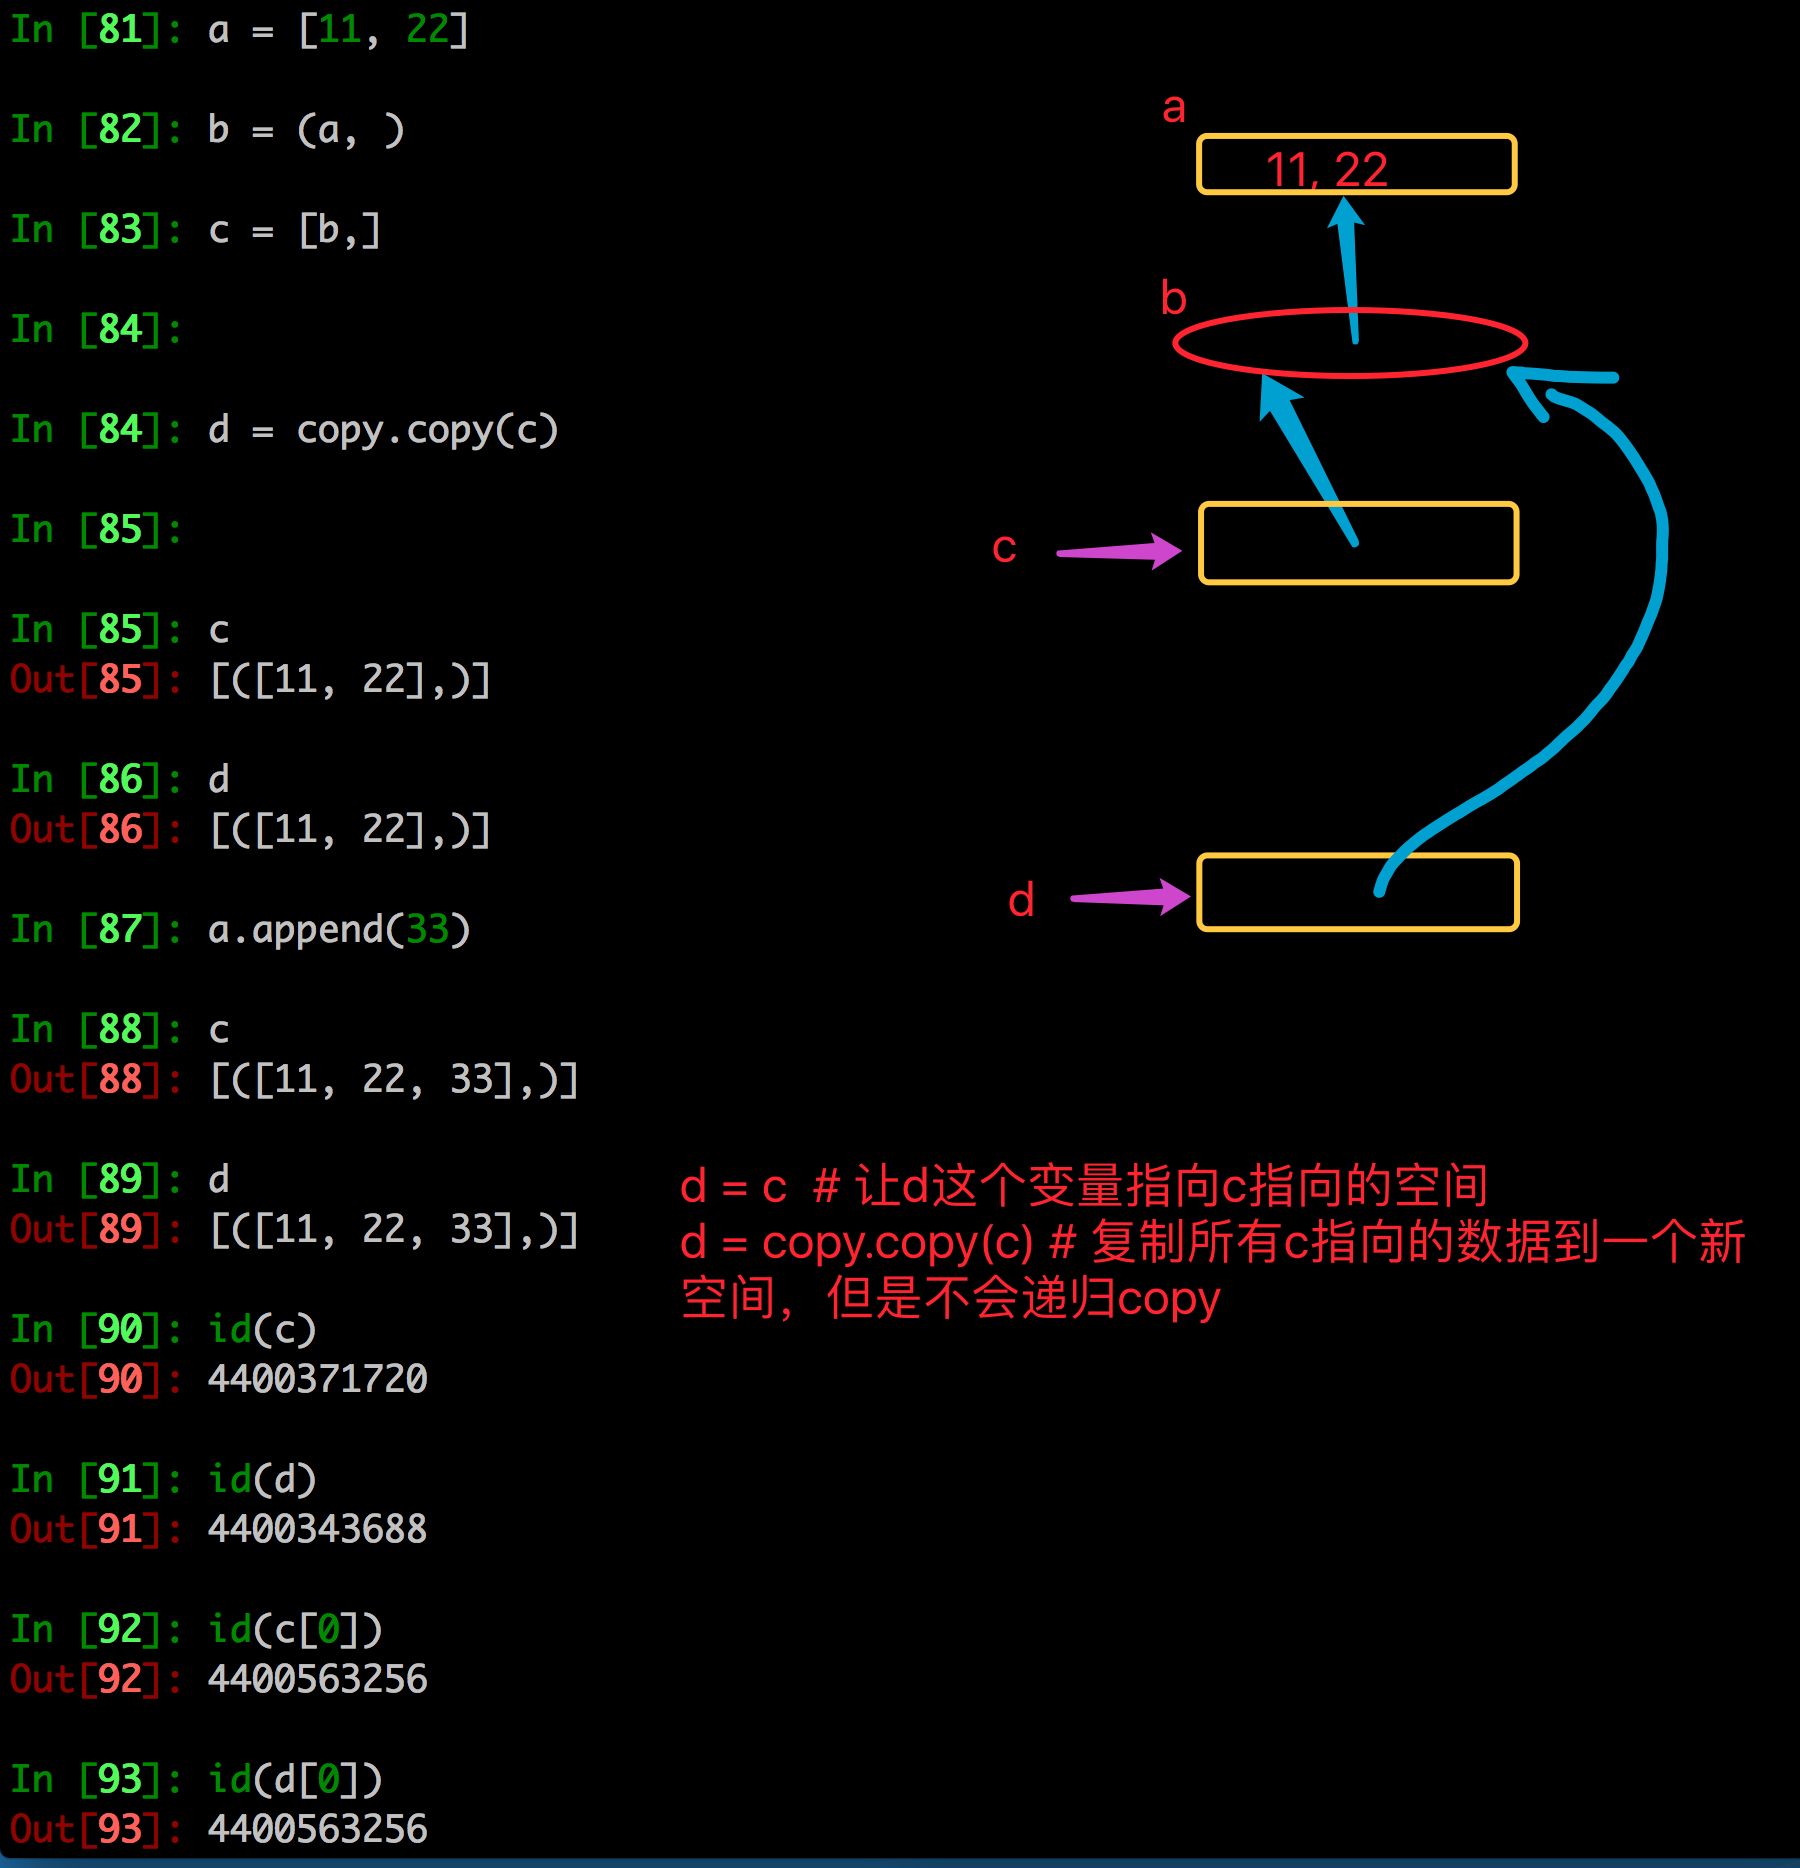 In [81]: a = [11, 22]
In [82]: b = (a, )
In [83]: c = [b,]
In [84]:
In [84]: d = copy.copy(c)
In [85]:
In [85]: c
Out[85]: [([11, 22],)]
In [86]: d
Out[86]: [([11, 22],)]
In [87]: a.append(33)
In [88]: c
Out[88]: [([11, 22, 33],)]
In [89]: d
Out[89]: [([11, 22, 33],)]
In [90]: id(c)
Out[90]: 4400371720
In [91]: id(d)
Out[91]: 4400343688
In [92]: id(c[0])
Out[92]: 4400563256
In [93]: id(d[0])
Out[93]: 4400563256
a
11, 22
b
c
d
d = c # 让d这个变量指向c指向的空间
d = copy.copy(c) # 复制所有c指向的数据到一个新
空间，但是不会递归copy